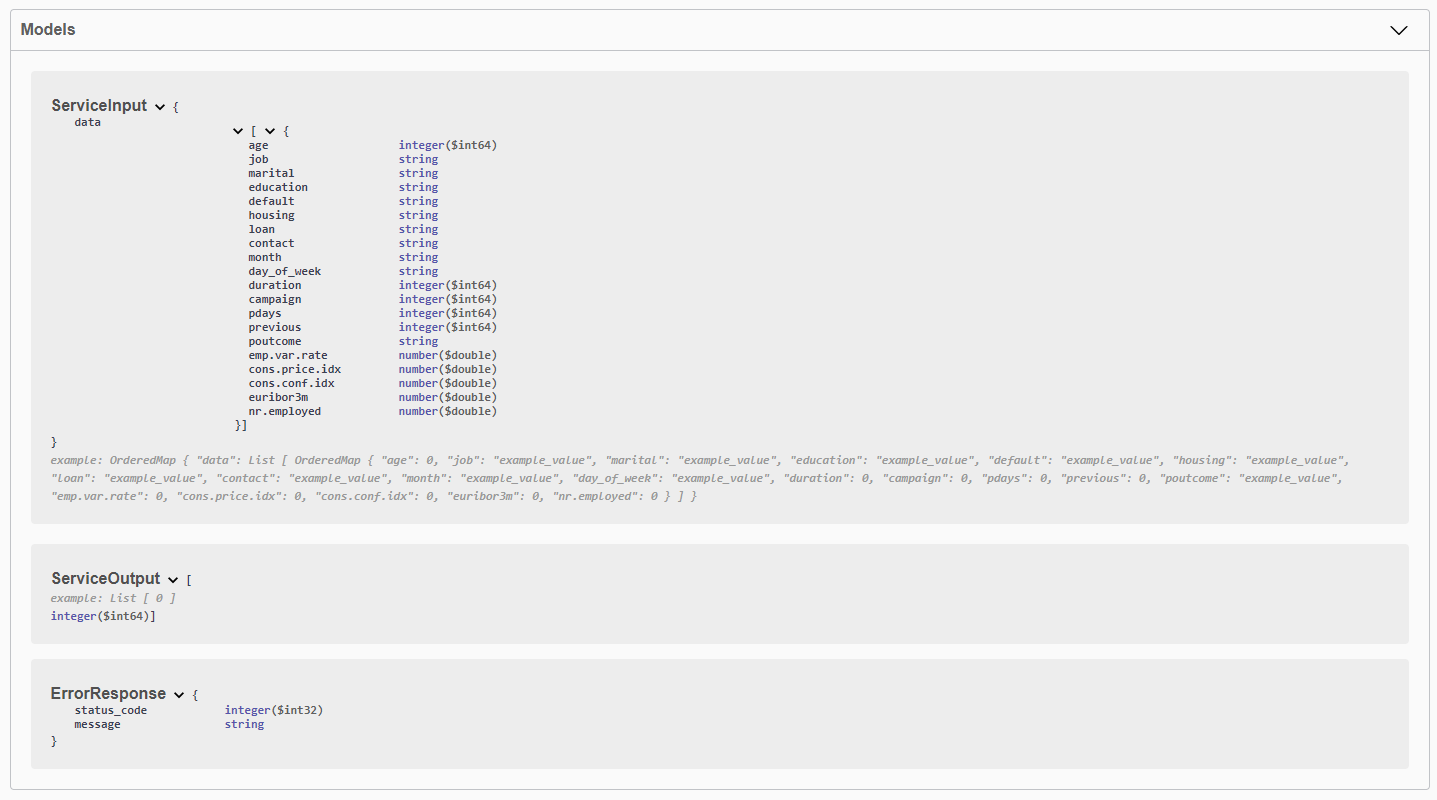 Models
ServiceInput {
data
[ {
age integer($int64)
job string
marital string
education string
default string
housing string
loan string
contact string
month string
day_of_week string
duration integer($int64)
campaign integer($int64)
pdays integer($int64)
previous integer($int64)
poutcome string
emp.var.rate number($double)
cons.price.idx number($double)
cons.conf.idx number($double)
euribor3m number($double)
nr.employed number($double)
}]
}
example: OrderedMap { "data": List [ OrderedMap { "age": 0, "job": "example_value", "marital": "example_value", "education": "example_value", "default": "example_value", "housing": "example_value",
"loan": "example_value", "contact": "example_value", "month": "example_value", "day_of_week": "example_value", "duration": 0, "campaign": 0, "pdays": 0, "previous": 0, "poutcome": "example_value",
"emp.var.rate": 0, "cons.price.idx": 0, "cons.conf.idx": 0, "euribor3m": 0, "nr.employed": 0 } ] }
ServiceOutput [
example: List [ 0 ]
integer($int64)]
ErrorResponse {
status_code integer($int32)
message string
}